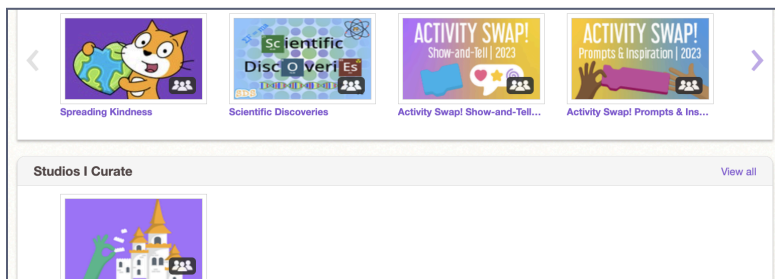 Scientific
Discoveries
ACTIVITY SWAP!
Show-and-Tell | 2023
ACTIVITY SWAP!
Prompts & Inspiration | 2023
Spreading Kindness
Scientific Discoveries
Activity Swap! Show-and-Tell...
Activity Swap! Prompts & Ins...
Studios I Curate
View all